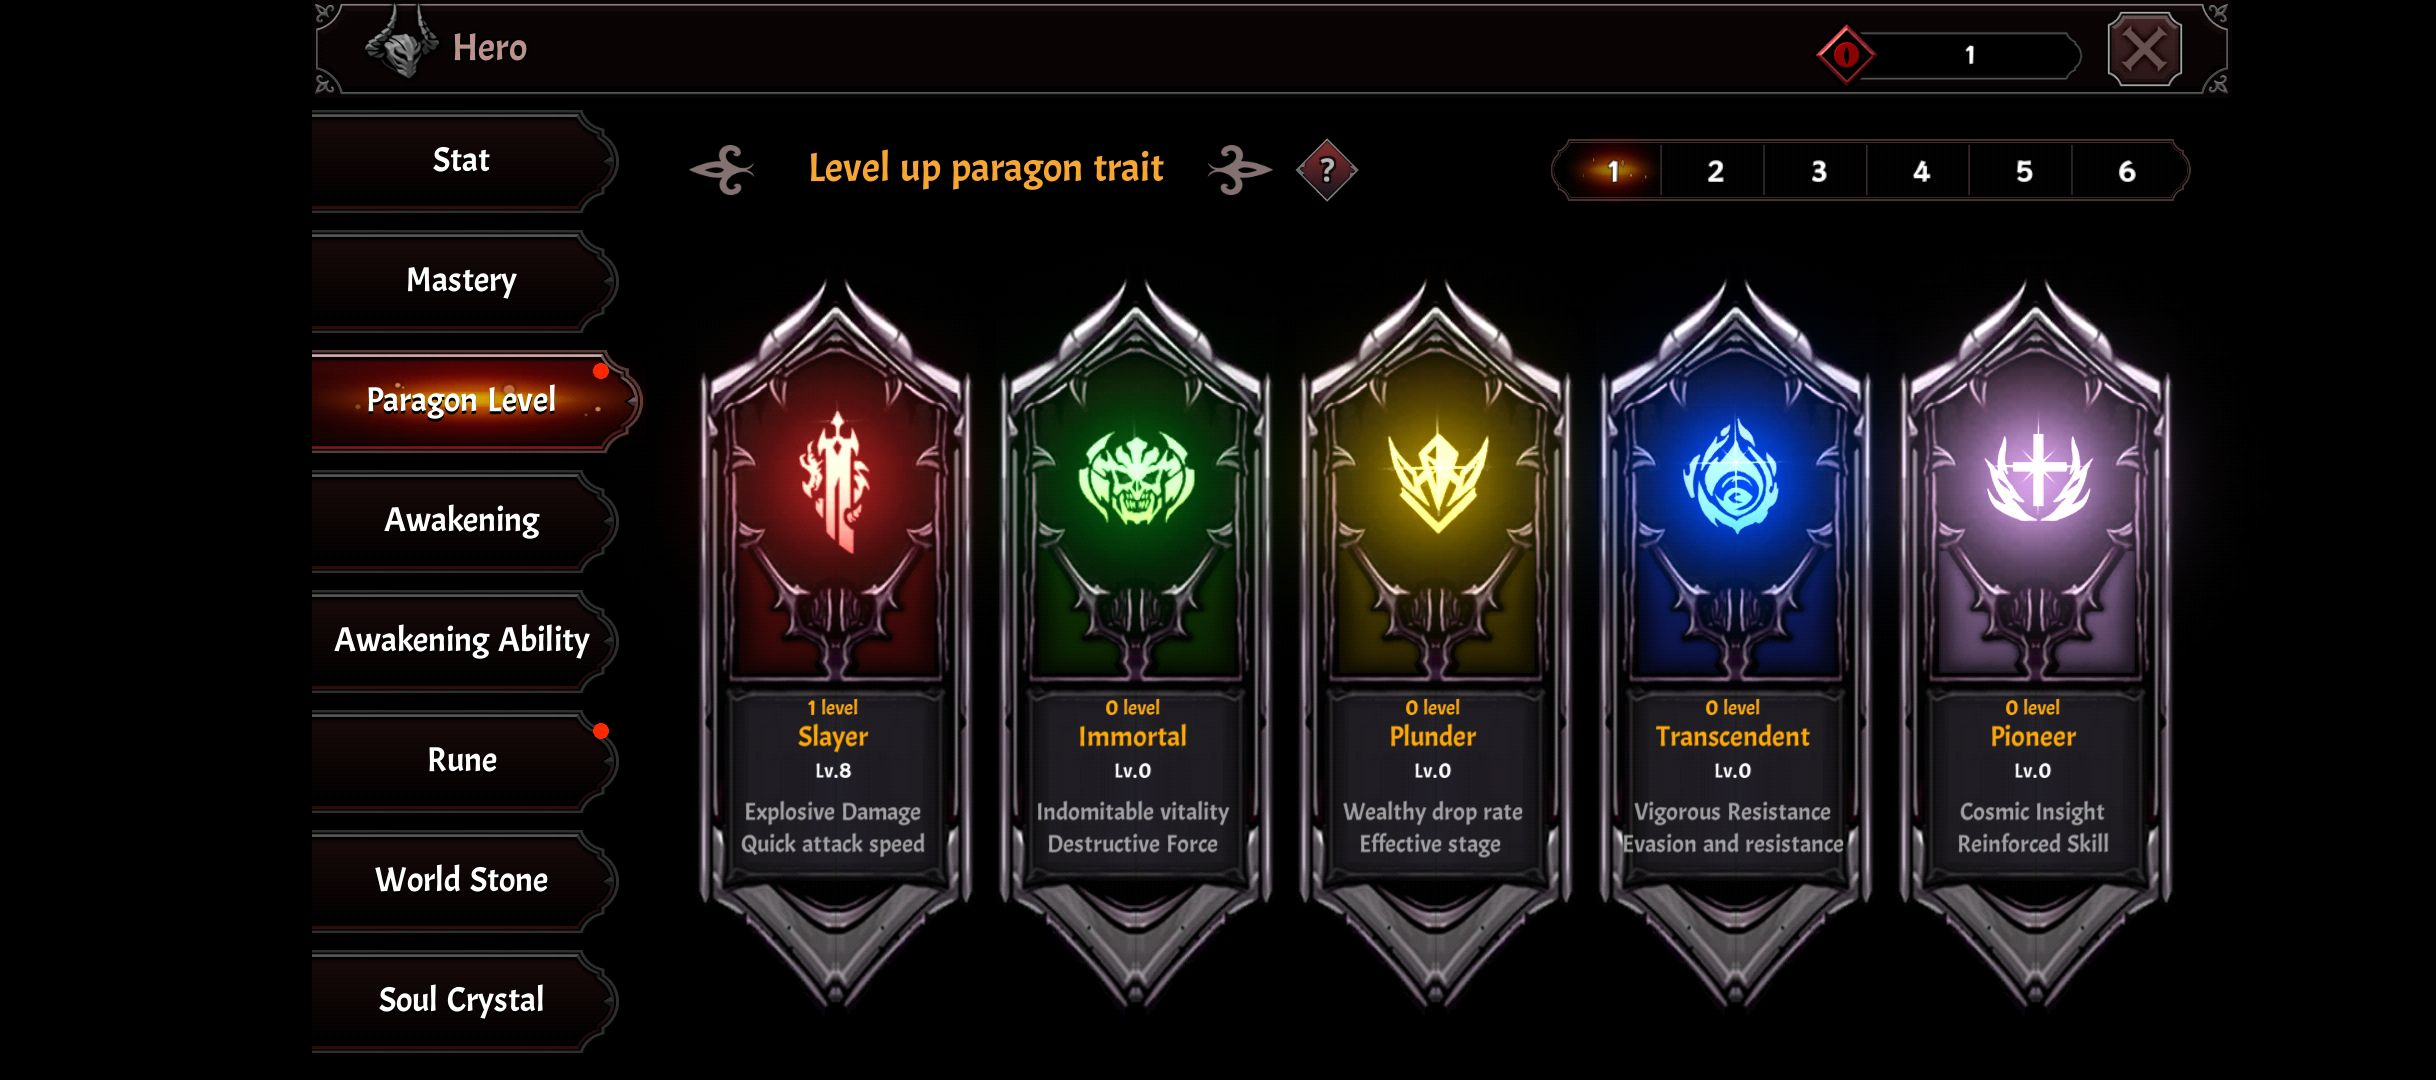 Hero
1
Stat
Mastery
Paragon Level
Awakening
Awakening Ability
Rune
World Stone
Soul Crystal
Level up paragon trait
?
1 2 3 4 5 6
1 level
Slayer
Lv.8
Explosive Damage
Quick attack speed
0 level
Immortal
Lv.0
Indomitable vitality
Destructive Force
0 level
Plunder
Lv.0
Wealthy drop rate
Effective stage
0 level
Transcendent
Lv.0
Vigorous Resistance
Evasion and resistance
0 level
Pioneer
Lv.0
Cosmic Insight
Reinforced Skill